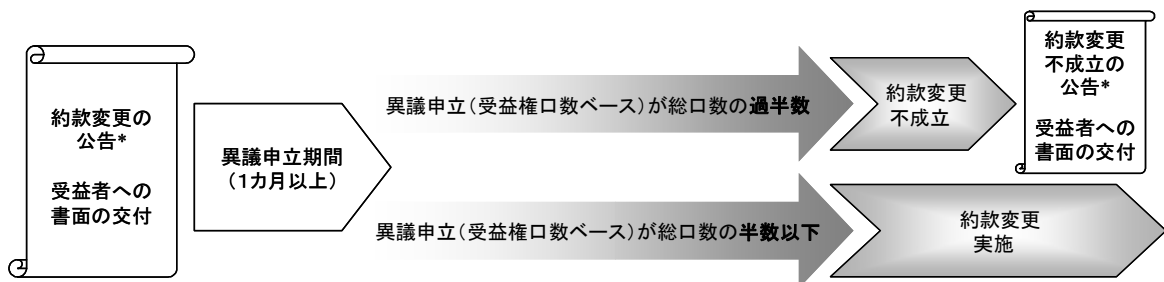 約款変更の
公告*
受益者への
書面の交付
異議申立期間
（1カ月以上）
異議申立（受益権口数ベース）が総口数の過半数
約款変更
不成立
約款変更
不成立の
公告*
受益者への
書面の交付
異議申立（受益権口数ベース）が総口数の半数以下
約款変更
実施